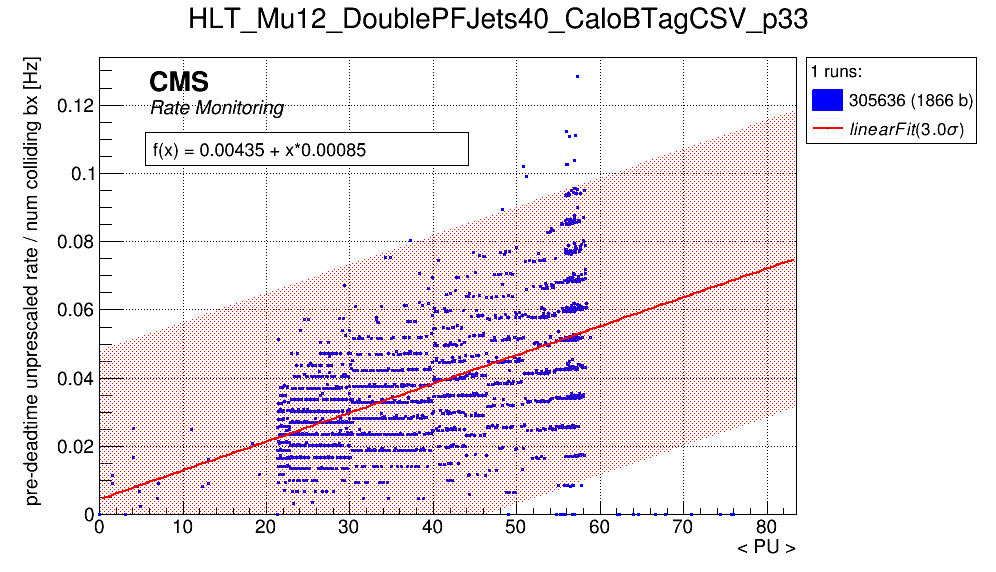 HLT_Mu12_DoublePFJets40_CaloBTagCSV_p33
pre-deadtime unprescaled rate / num colliding bx [Hz]
CMS
Rate Monitoring
f(x) = 0.00435 + x*0.00085
1 runs:
305636 (1866 b)
linearFit(3.0σ)
0.12
0.1
0.08
0.06
0.04
0.02
0
0 10 20 30 40 50 60 70 80
< PU >